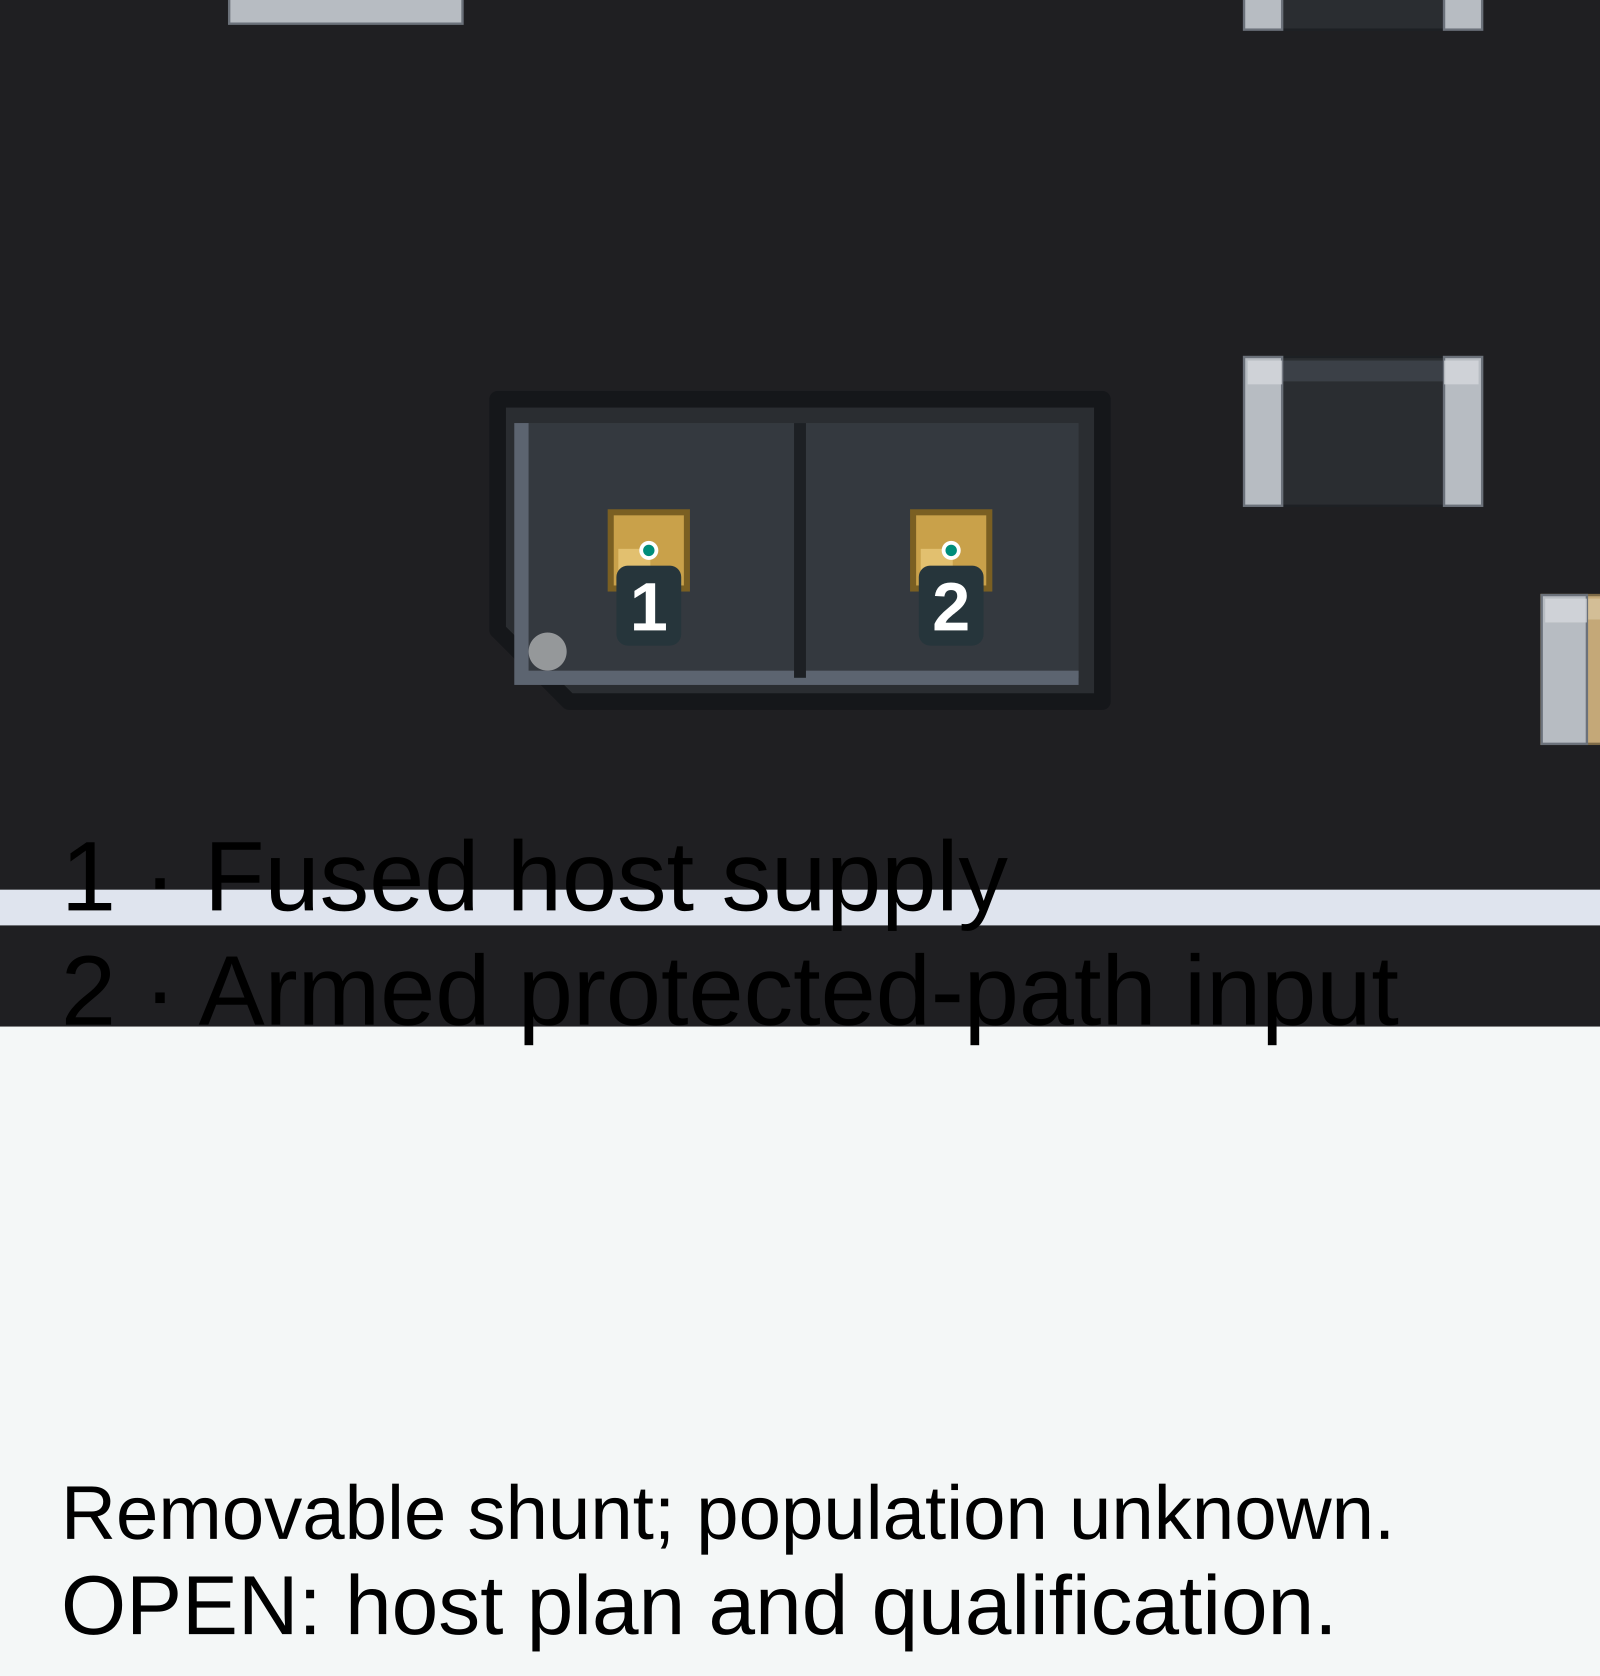 1
2
1 · Fused host supply
2 · Armed protected-path input
Removable shunt; population unknown.
OPEN: host plan and qualification.